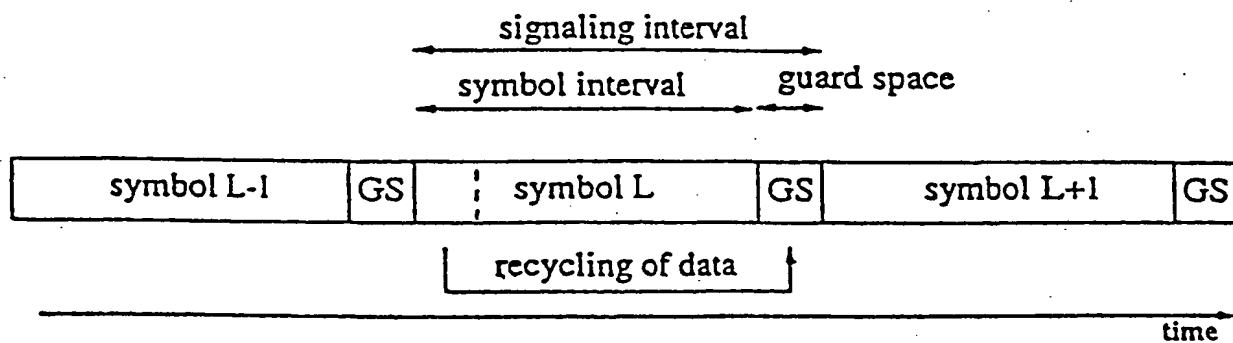 signaling interval
symbol interval
guard space
symbol L-1
GS
symbol L
GS
symbol L+1
GS
recycling of data
time